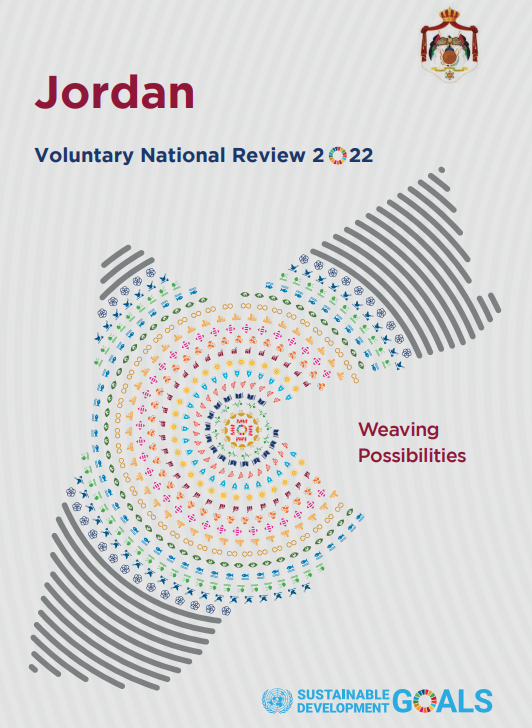 Jordan
Voluntary National Review 2022
Weaving
Possibilities
SUSTAINABLE
DEVELOPMENT
GOALS